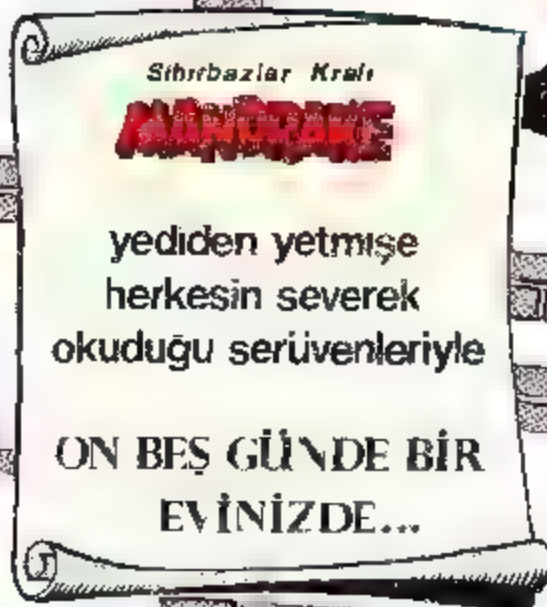 Sihirbazlar Kralı
MANDRAKE
yediden yetmişe
herkesin severek
okuduğu serüvenleriyle
ON BEŞ GÜNDE BİR
EVİNİZDE...